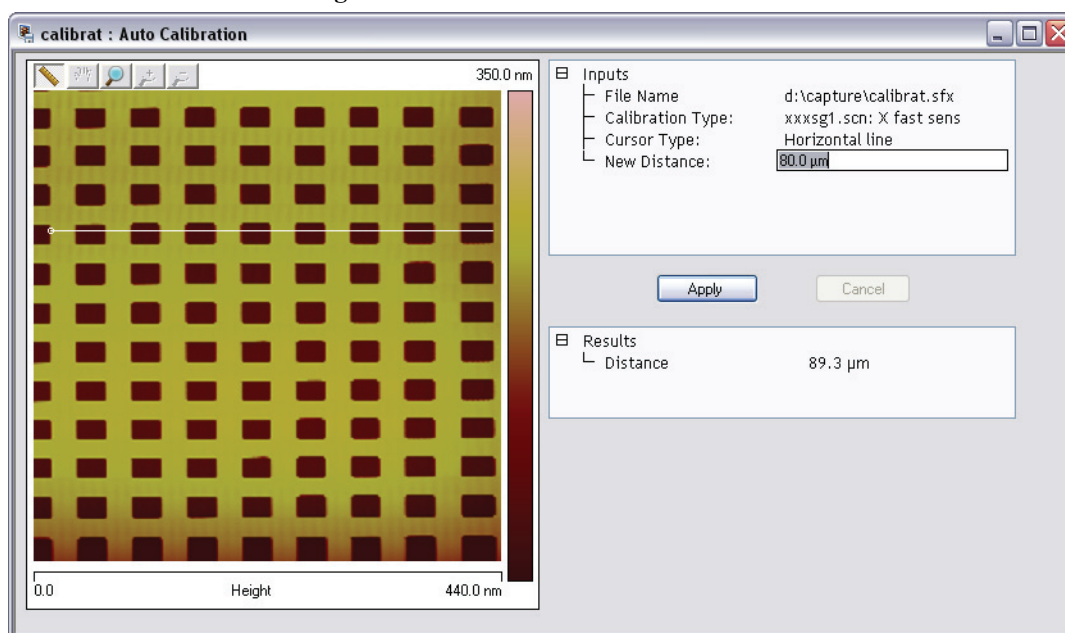 g
calibrat : Auto Calibration
350.0 nm
0.0 Height 440.0 nm
Inputs
File Name d:\capture\calibrat.sfx
Calibration Type: xxxsg1.scn: X fast sens
Cursor Type: Horizontal line
New Distance: 80.0 µm
Apply Cancel
Results
Distance 89.3 µm